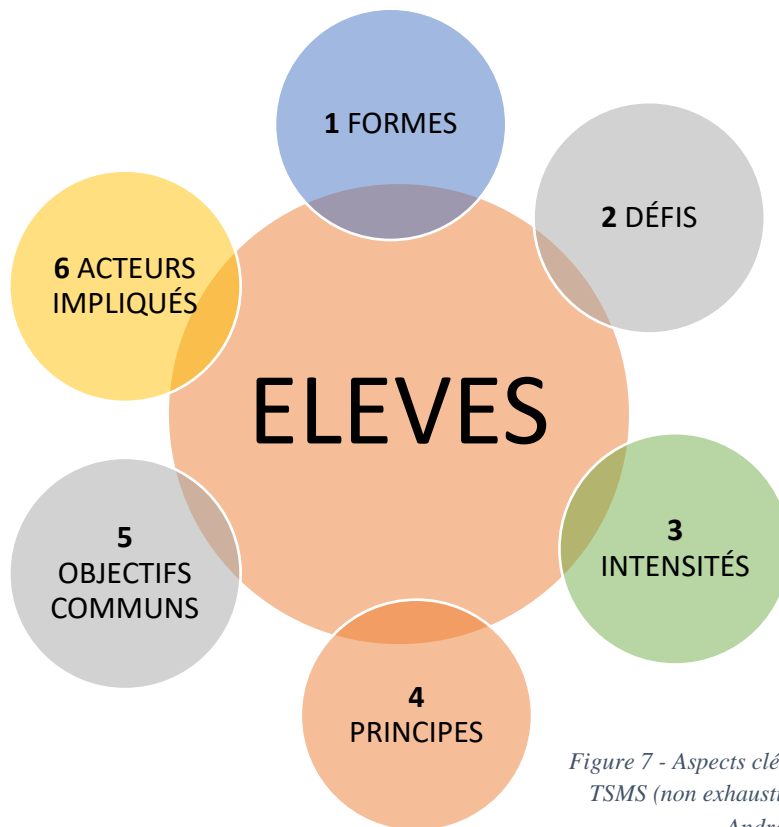 1 FORMES
2 DÉFIS
6 ACTEURS
IMPLIQUÉS
ELEVES
3
INTENSITÉS
5
OBJECTIFS
COMMUNS
4
PRINCIPES
Figure 7 - Aspects clé
TSMS (non exhausti